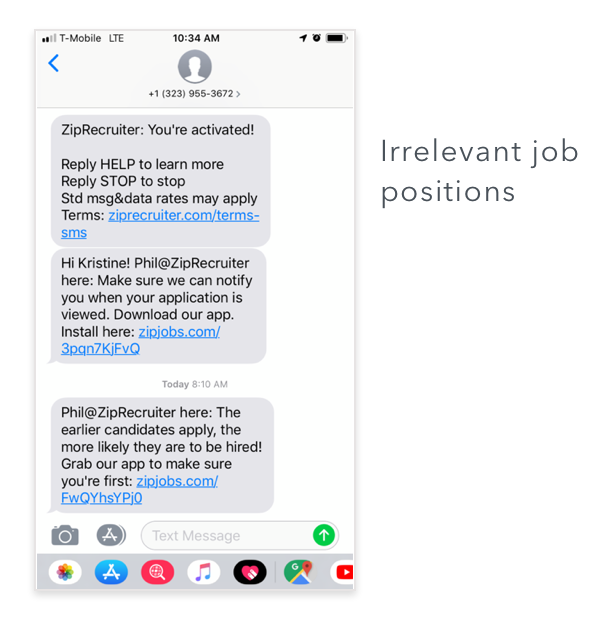 T-Mobile LTE 10:34 AM
+1 (323) 955-3672 >
ZipRecruiter: You're activated!
Reply HELP to learn more
Reply STOP to stop
Std msg&data rates may apply
Terms: ziprecruiter.com/terms-
sms
Hi Kristine! Phil@ZipRecruiter
here: Make sure we can notify
you when your application is
viewed. Download our app.
Install here: zipjobs.com/
3pqn7KjFvQ
Today 8:10 AM
Phil@ZipRecruiter here: The
earlier candidates apply, the
more likely they are to be hired!
Grab our app to make sure
you're first: zipjobs.com/
FwQYhsYPj0
Text Message
Irrelevant job
positions